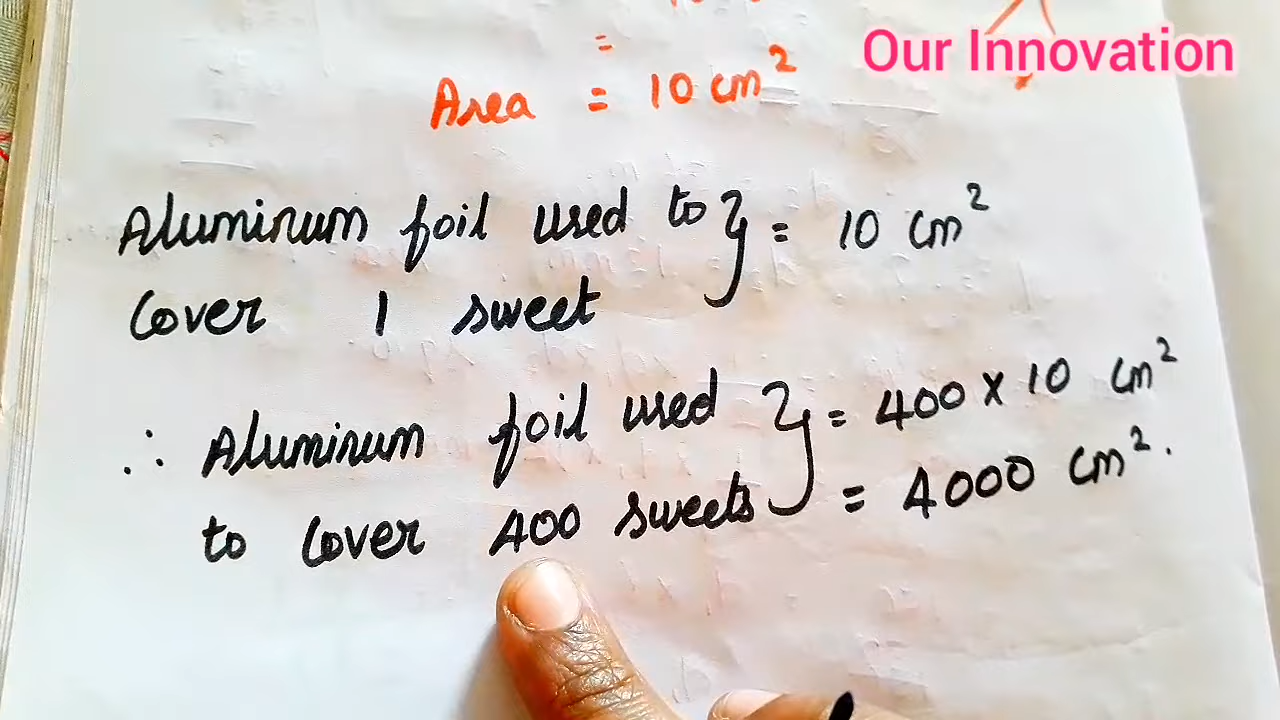 Our Innovation
=
Area = 10 cm²
Aluminum foil used to } = 10 cm²
cover 1 sweet
∴ Aluminum foil used } = 400 x 10 cm²
to cover 400 sweets = 4000 cm².